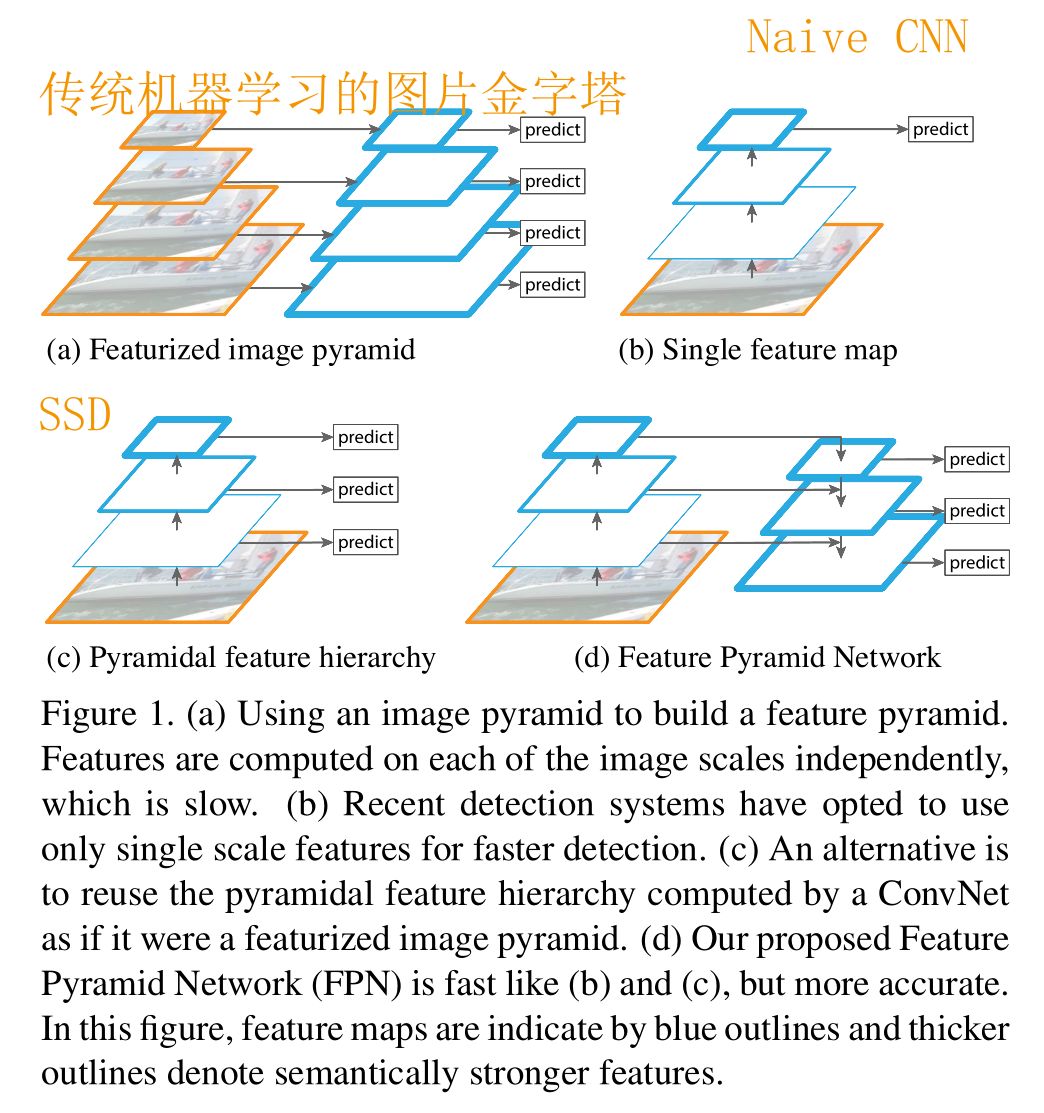 Naive CNN
传统机器学习的图片金字塔
predict
predict
predict
predict
predict
(a) Featurized image pyramid
(b) Single feature map
SSD
predict
predict
predict
predict
predict
predict
(c) Pyramidal feature hierarchy
(d) Feature Pyramid Network
Figure 1. (a) Using an image pyramid to build a feature pyramid.
Features are computed on each of the image scales independently,
which is slow. (b) Recent detection systems have opted to use
only single scale features for faster detection. (c) An alternative is
to reuse the pyramidal feature hierarchy computed by a ConvNet
as if it were a featurized image pyramid. (d) Our proposed Feature
Pyramid Network (FPN) is fast like (b) and (c), but more accurate.
In this figure, feature maps are indicate by blue outlines and thicker
outlines denote semantically stronger features.